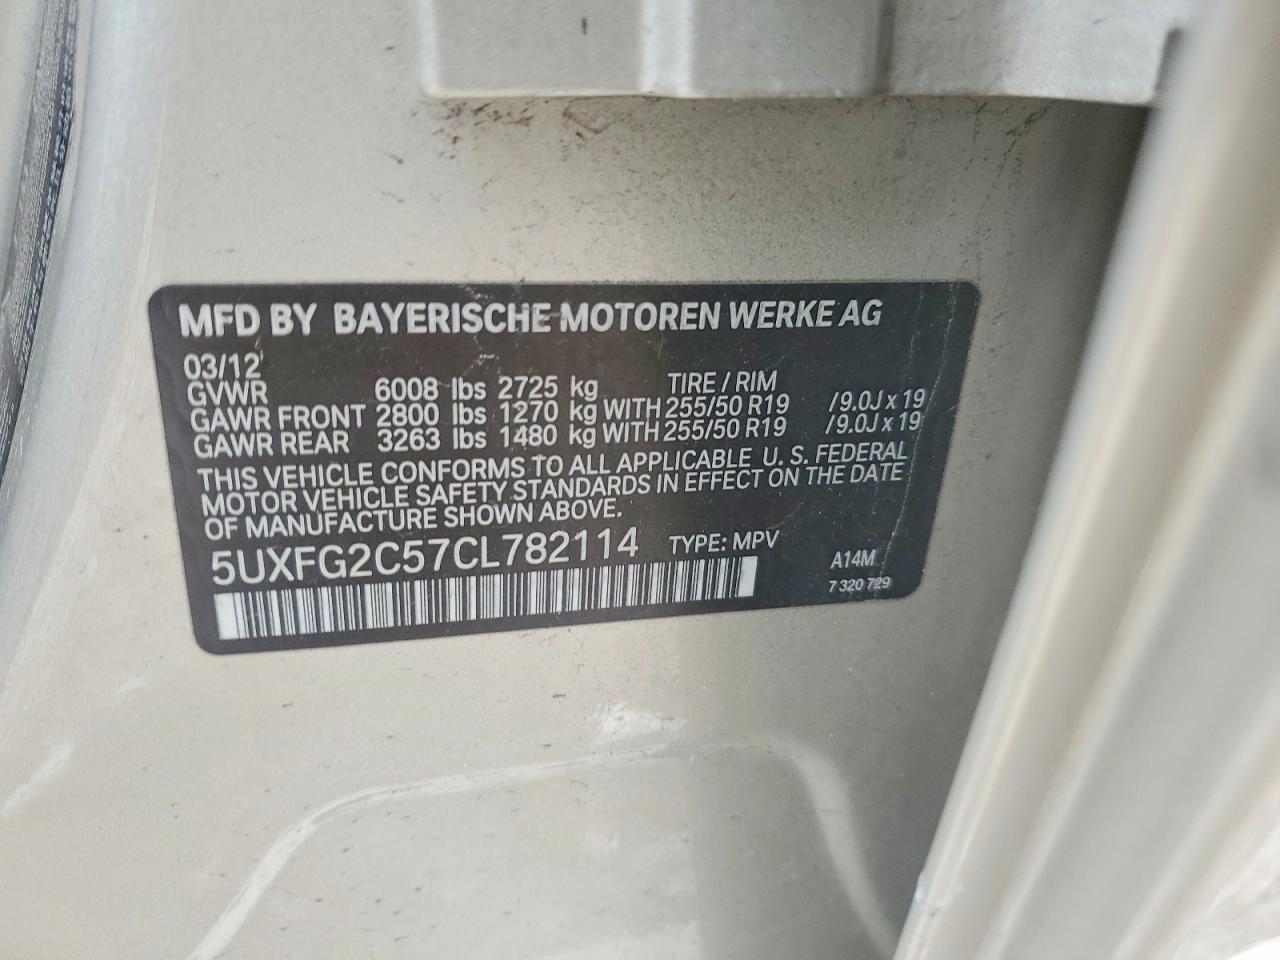 MFD BY BAYERISCHE MOTOREN WERKE AG
03/12
GVWR 6008 lbs 2725 kg TIRE / RIM
GAWR FRONT 2800 lbs 1270 kg WITH 255/50 R19 /9.0J x 19
GAWR REAR 3263 lbs 1480 kg WITH 255/50 R19 /9.0J x 19
THIS VEHICLE CONFORMS TO ALL APPLICABLE U. S. FEDERAL
MOTOR VEHICLE SAFETY STANDARDS IN EFFECT ON THE DATE
OF MANUFACTURE SHOWN ABOVE.
5UXFG2C57CL782114 TYPE: MPV
A14M
7 320 729